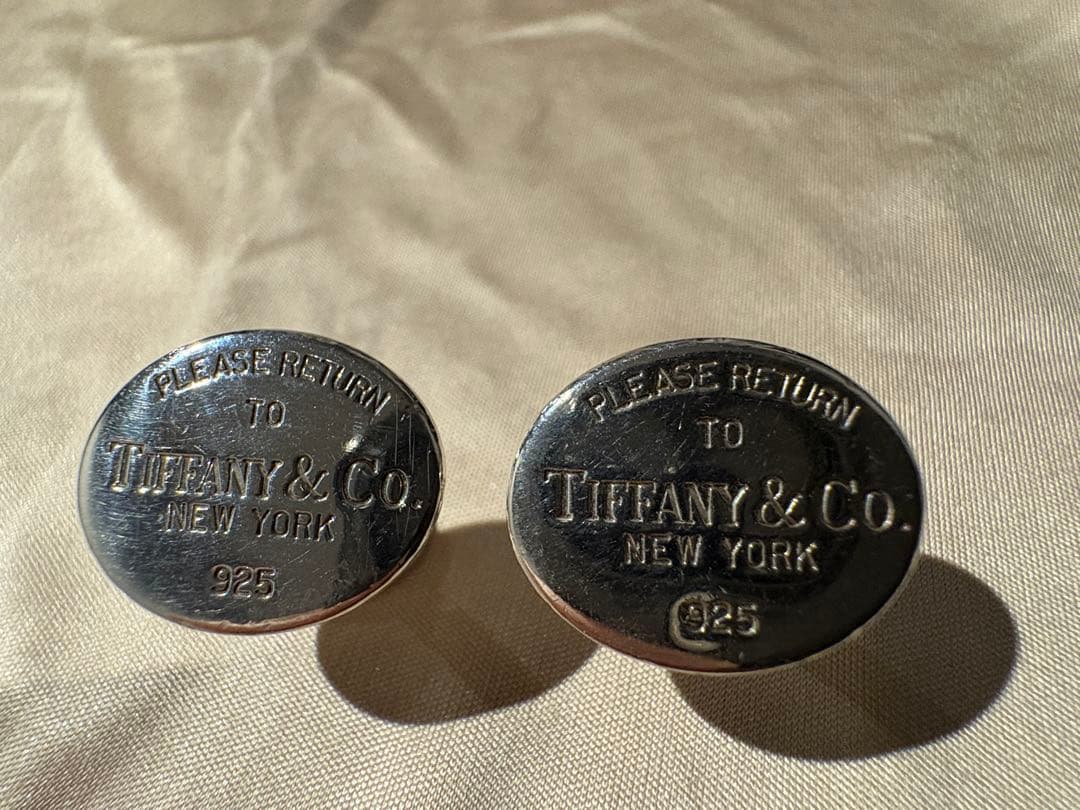 PLEASE RETURN
TO
TIFFANY & CO.
NEW YORK
925
PLEASE RETURN
TO
TIFFANY & CO.
NEW YORK
925